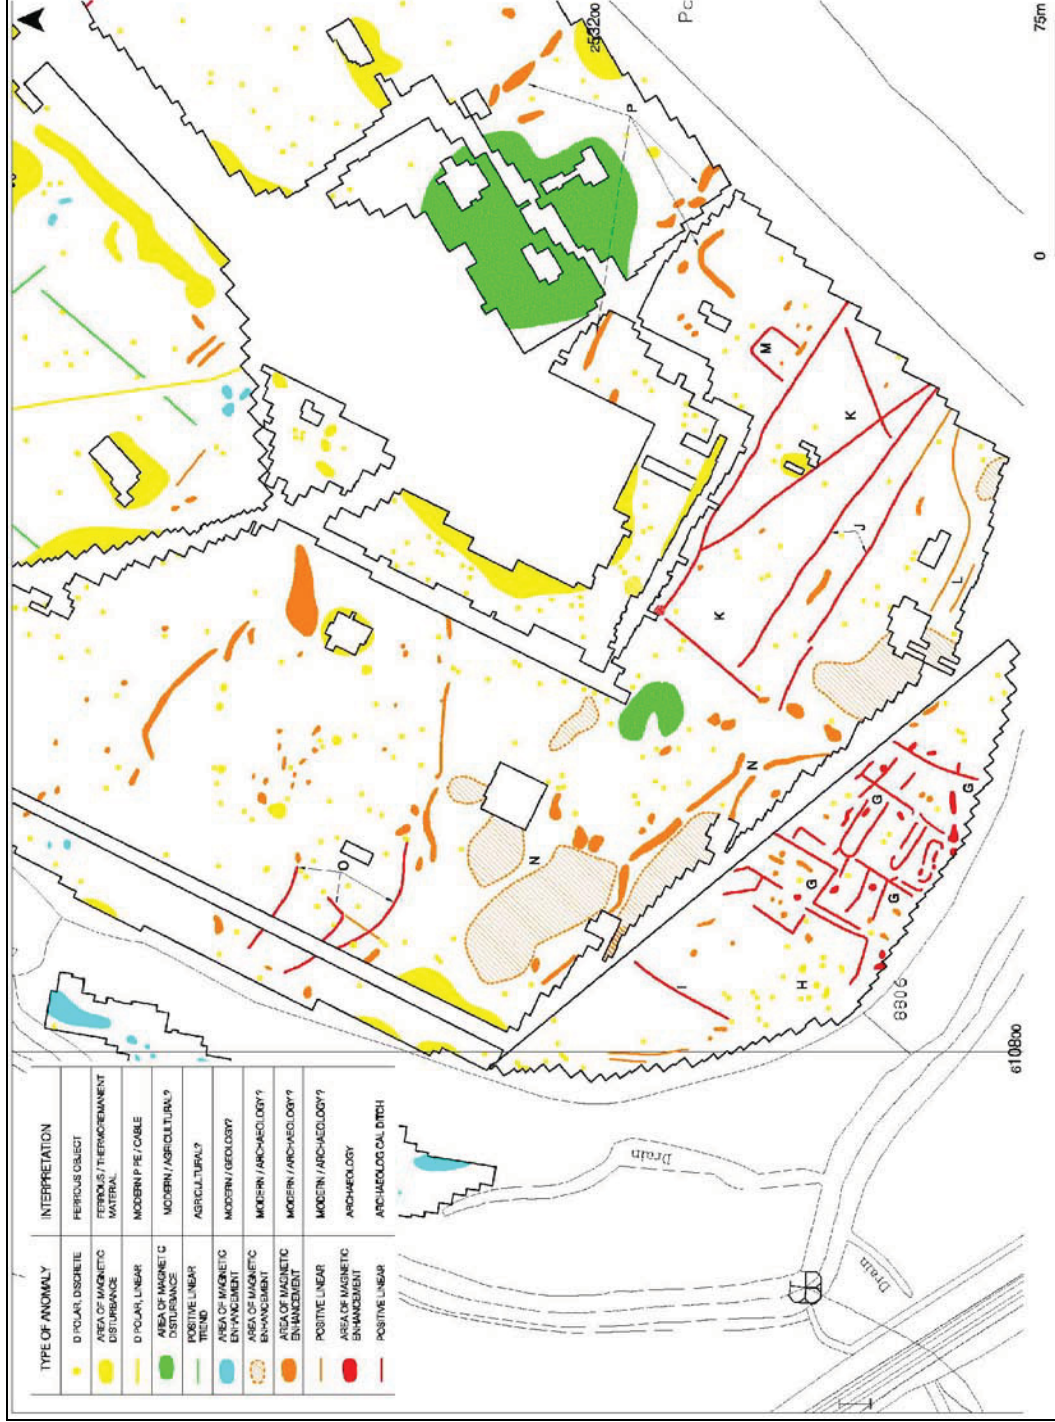 TYPE OF ANOMALY INTERPRETATION
DIPOLAR, DISCRETE FERROUS OBJECT
AREA OF MAGNETIC DISTURBANCE FERROUS / THERMOREMANENT MATERIAL
DIPOLAR, LINEAR MODERN PIPE / CABLE
AREA OF MAGNETIC DISTURBANCE MODERN / AGRICULTURAL?
POSITIVE LINEAR TREND AGRICULTURAL?
AREA OF MAGNETIC ENHANCEMENT MODERN / GEOLOGY?
AREA OF MAGNETIC ENHANCEMENT MODERN / ARCHAEOLOGY?
AREA OF MAGNETIC ENHANCEMENT MODERN / ARCHAEOLOGY?
POSITIVE LINEAR MODERN / ARCHAEOLOGY?
AREA OF MAGNETIC ENHANCEMENT ARCHAEOLOGY
POSITIVE LINEAR ARCHAEOLOGICAL DITCH
Drain
Drain
8806
610800
253200
Po
0
75m
G
G
G
G
H
I
J
K
K
L
M
N
N
O
P